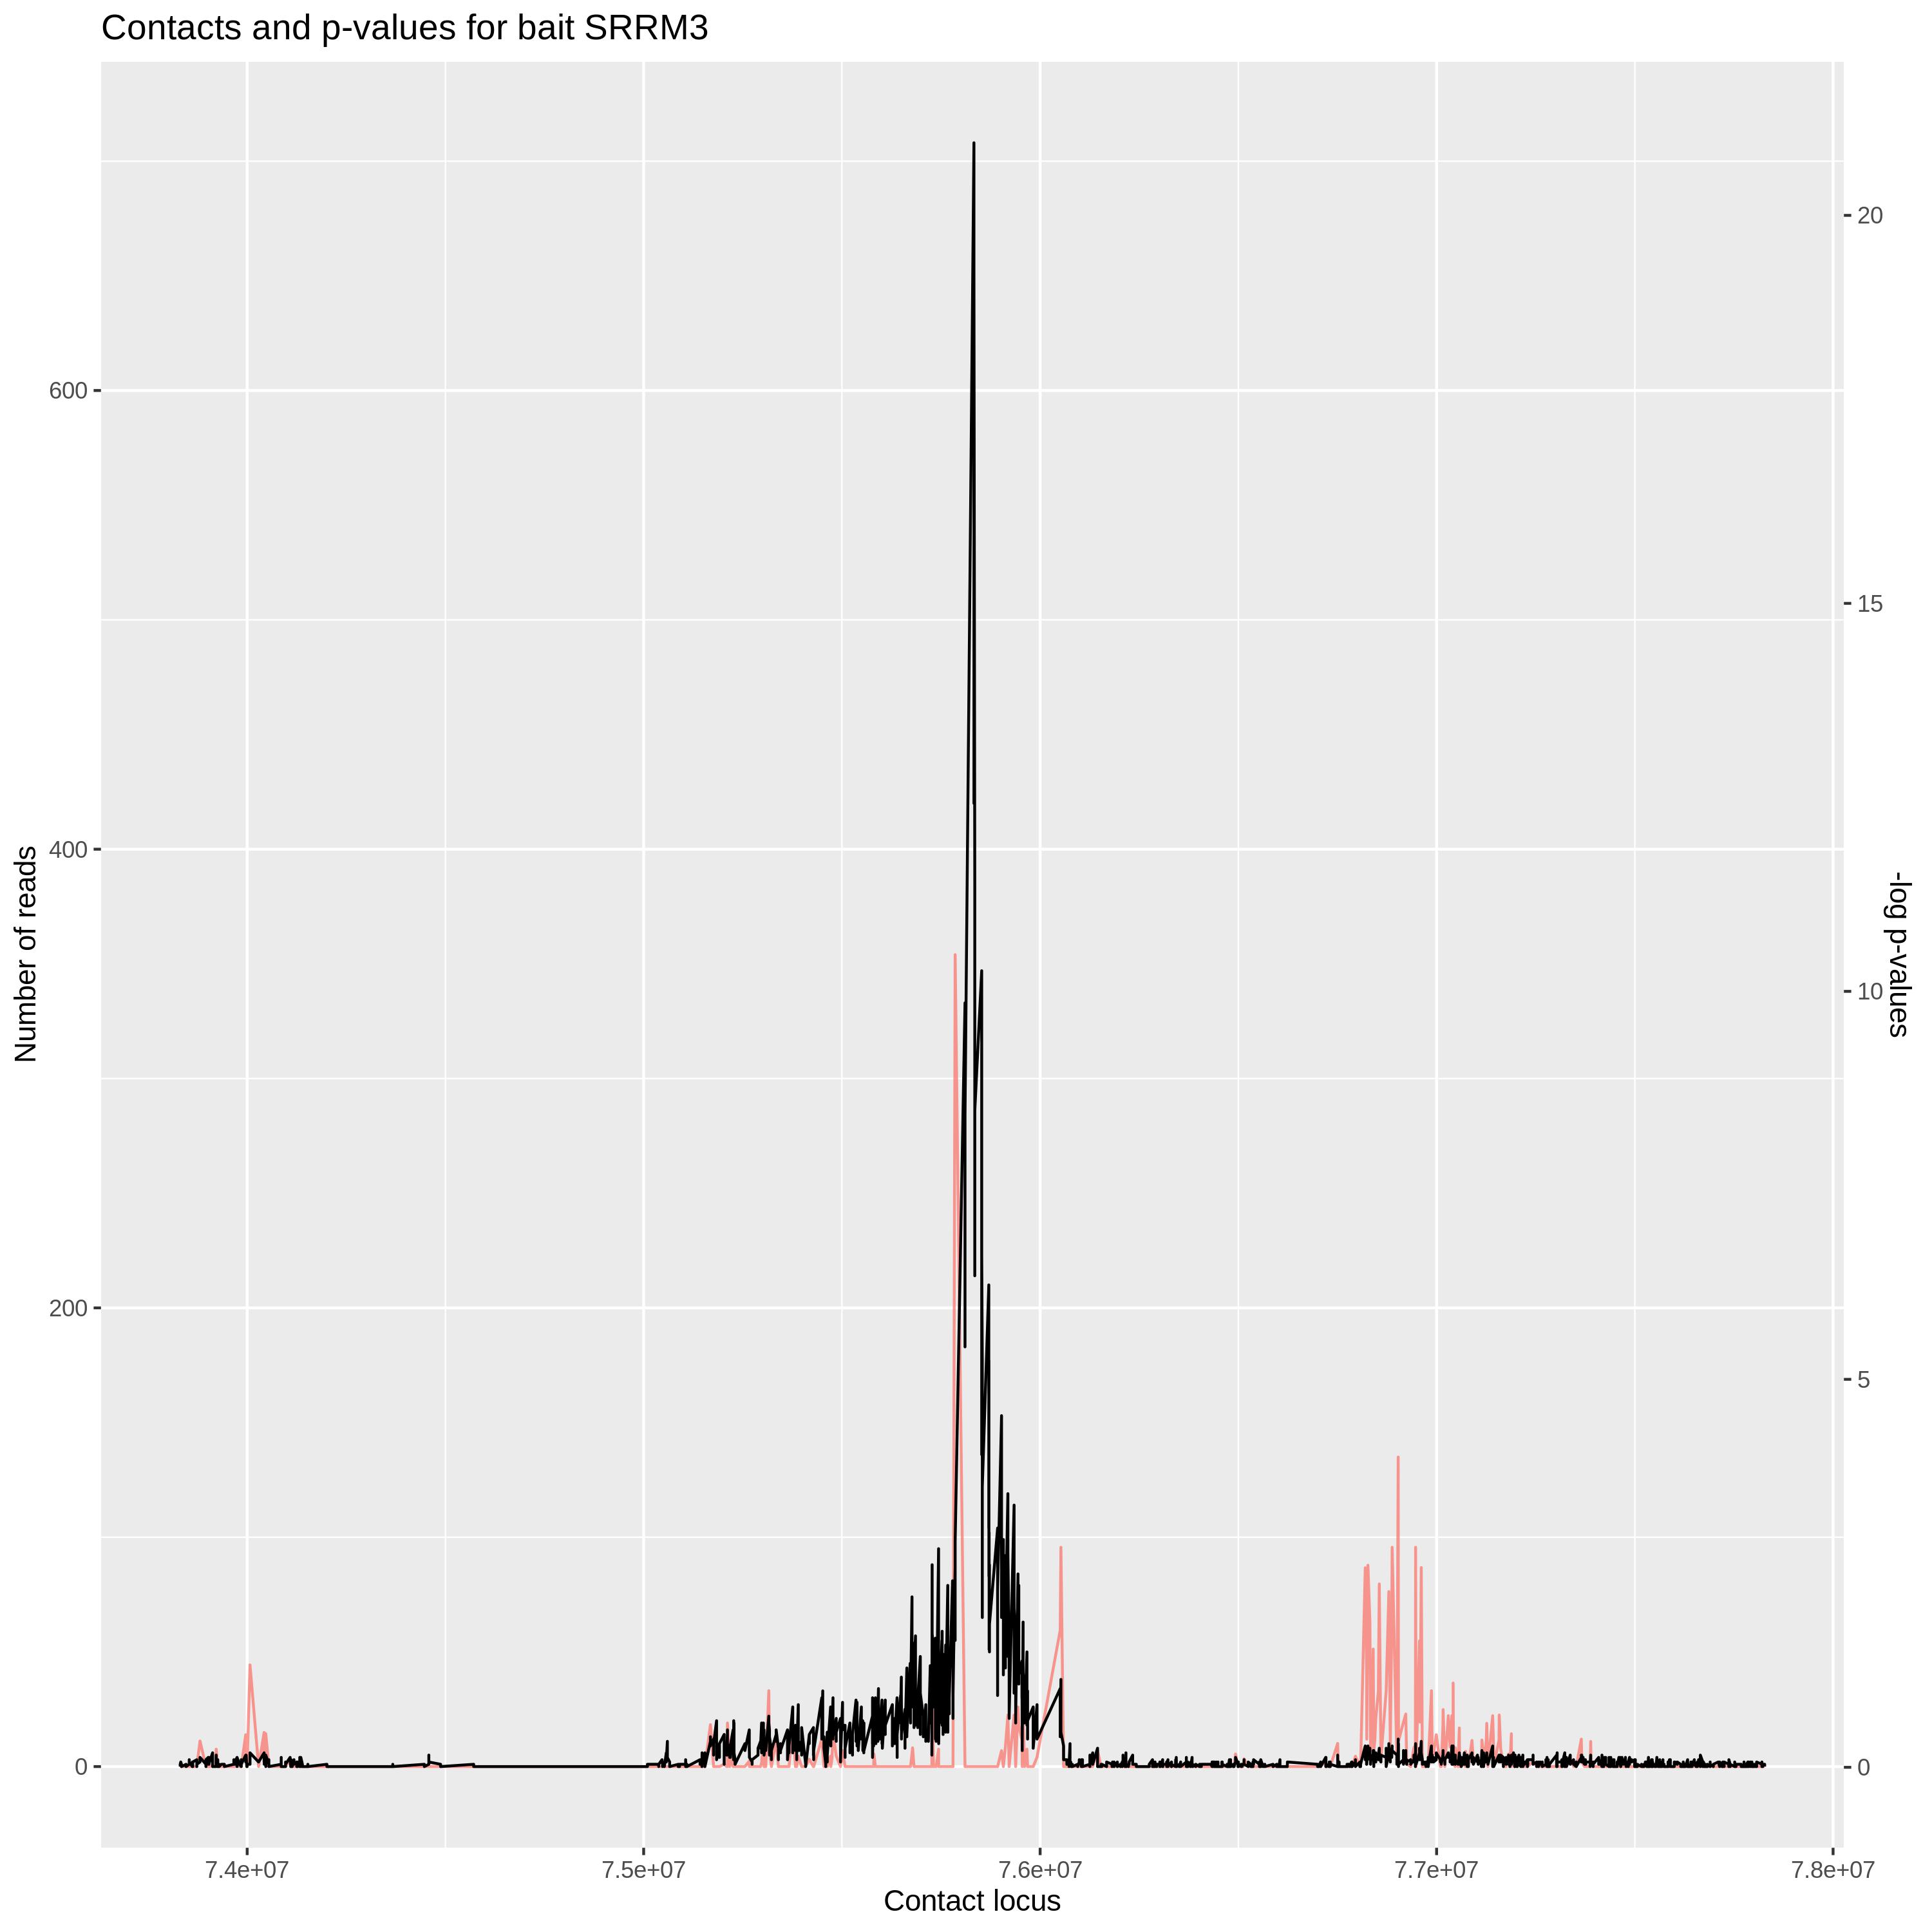 Contacts and p-values for bait SRRM3
Number of reads
600
400
200
0
-log p-values
20
15
10
5
0
7.4e+07
7.5e+07
7.6e+07
7.7e+07
7.8e+07
Contact locus